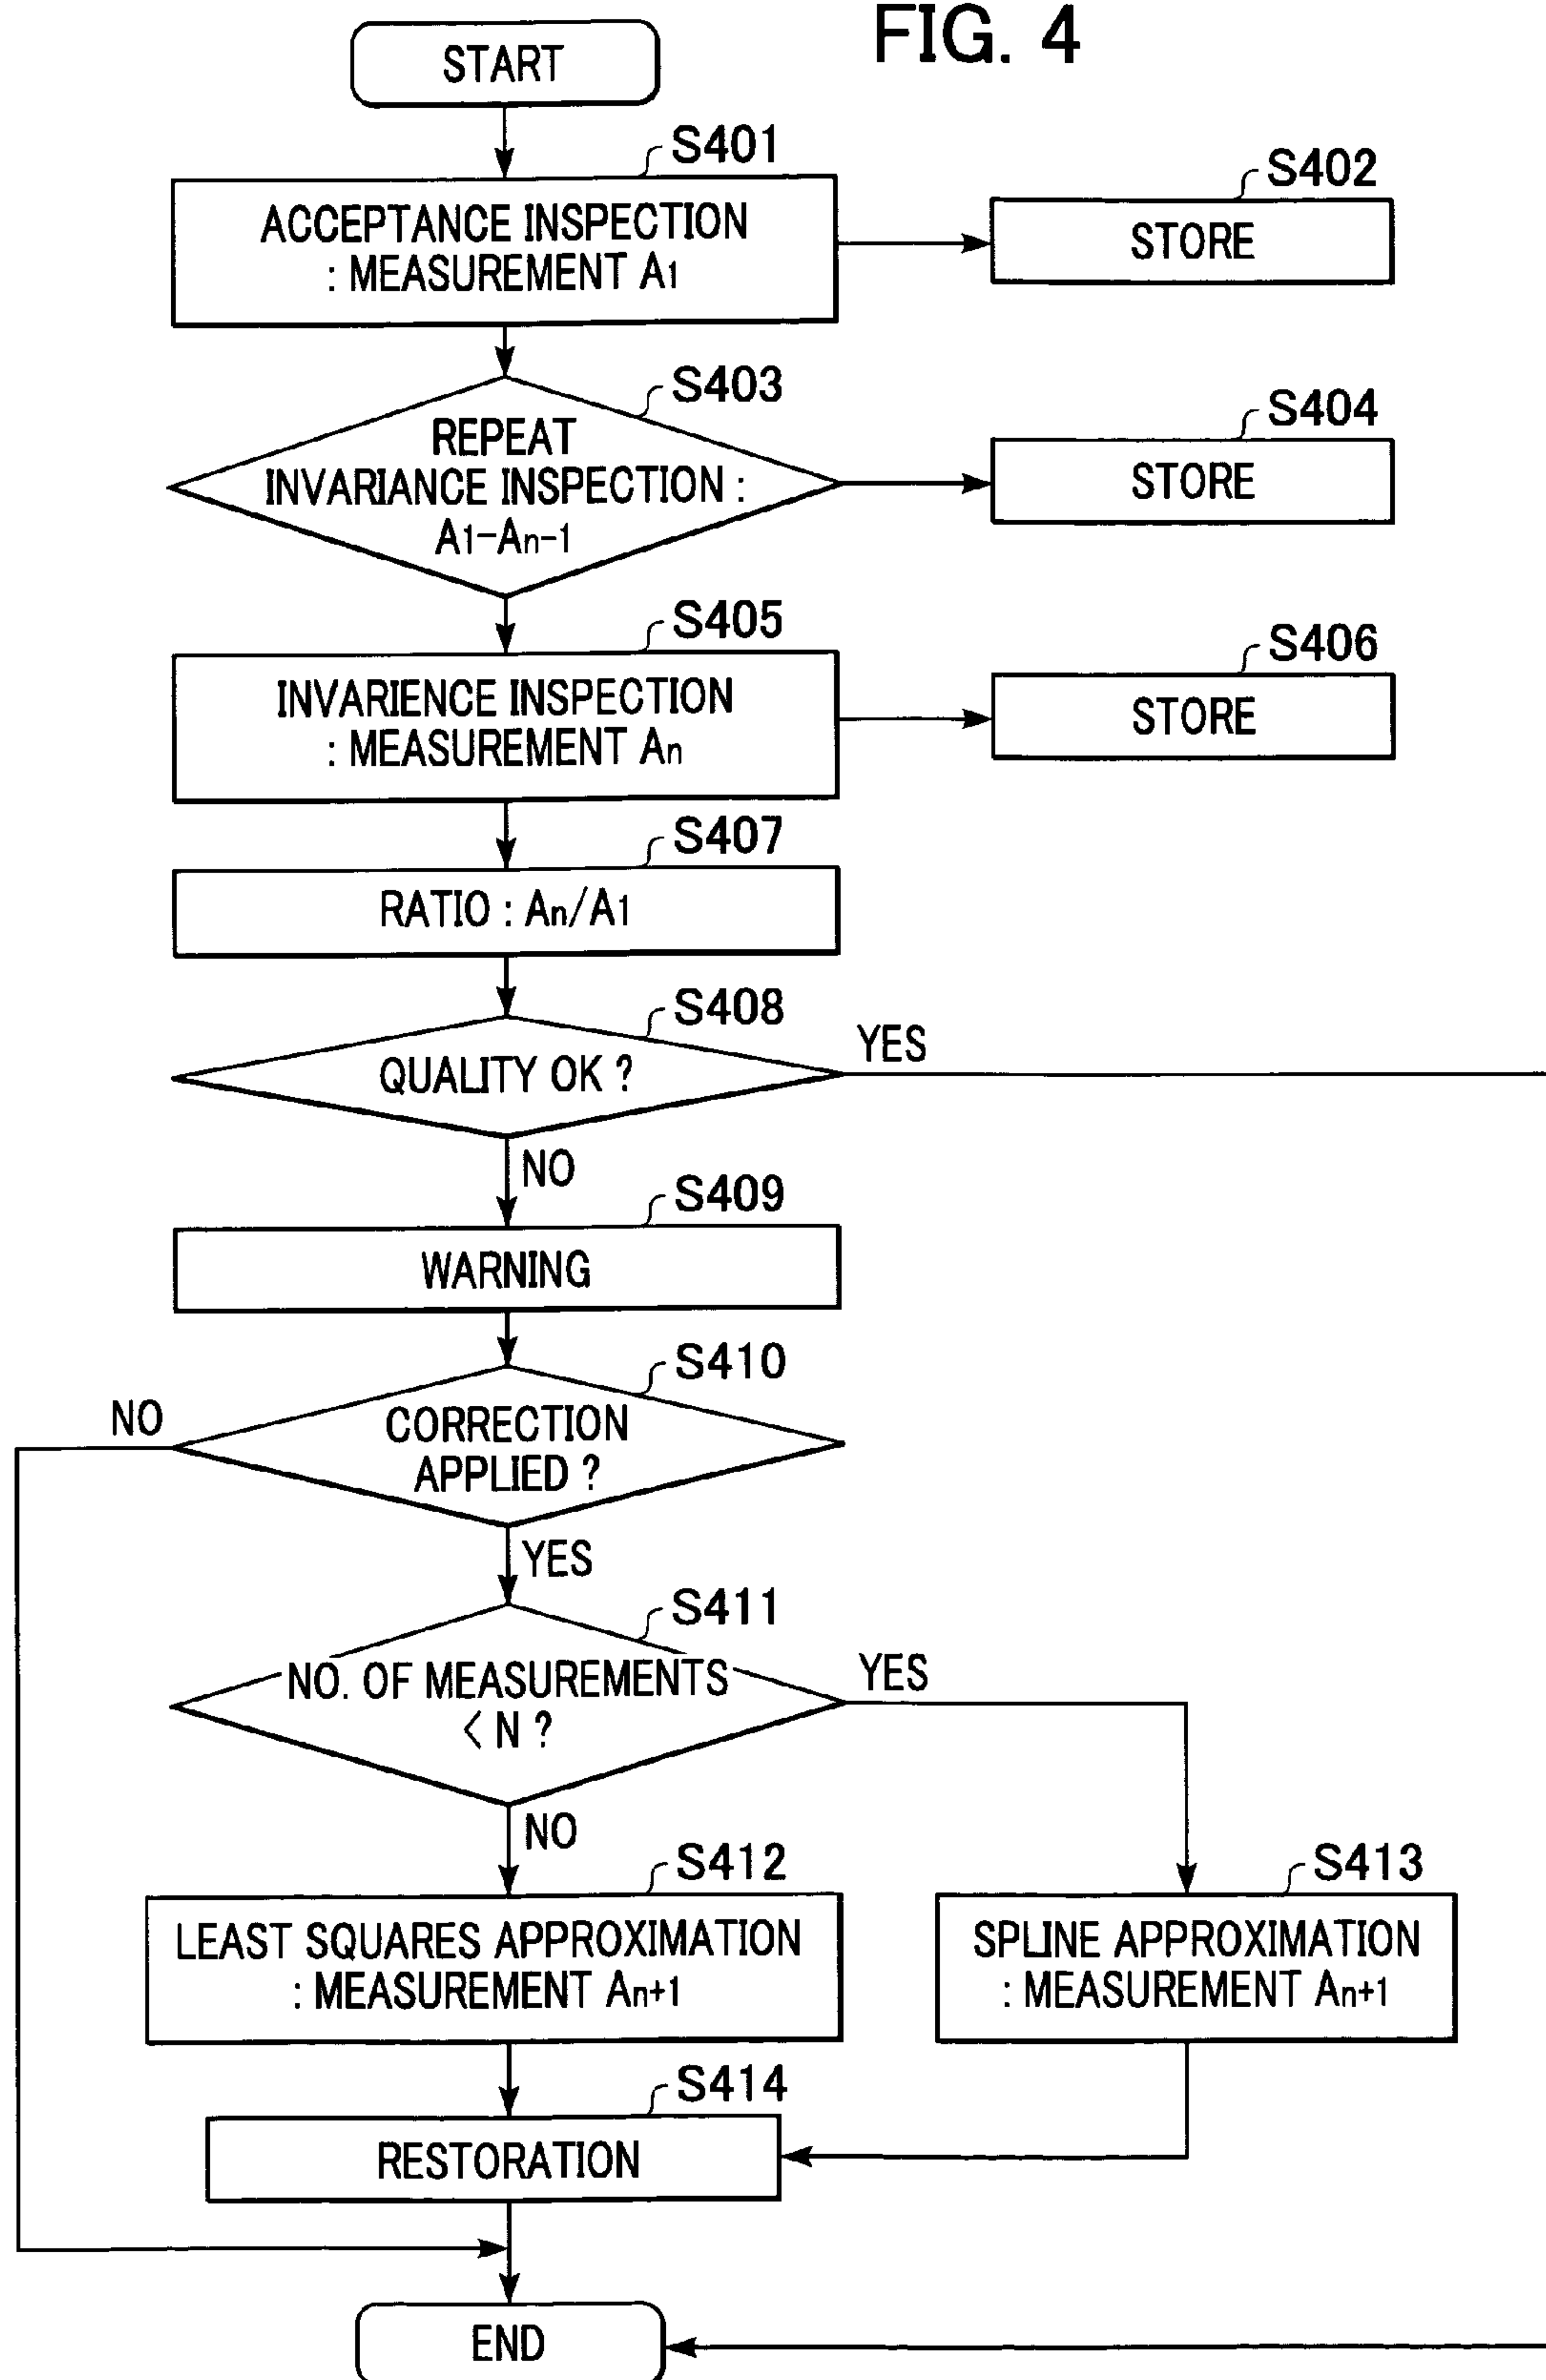 FIG. 4
START
S401
ACCEPTANCE INSPECTION
: MEASUREMENT A1
S402
STORE
S403
REPEAT
INVARIANCE INSPECTION :
A1-An-1
S404
STORE
S405
INVARIENCE INSPECTION
: MEASUREMENT An
S406
STORE
S407
RATIO : An/A1
S408
QUALITY OK ?
YES
NO
S409
WARNING
S410
CORRECTION
APPLIED ?
NO
YES
S411
NO. OF MEASUREMENTS
< N ?
YES
NO
S412
LEAST SQUARES APPROXIMATION
: MEASUREMENT An+1
S413
SPLINE APPROXIMATION
: MEASUREMENT An+1
S414
RESTORATION
END